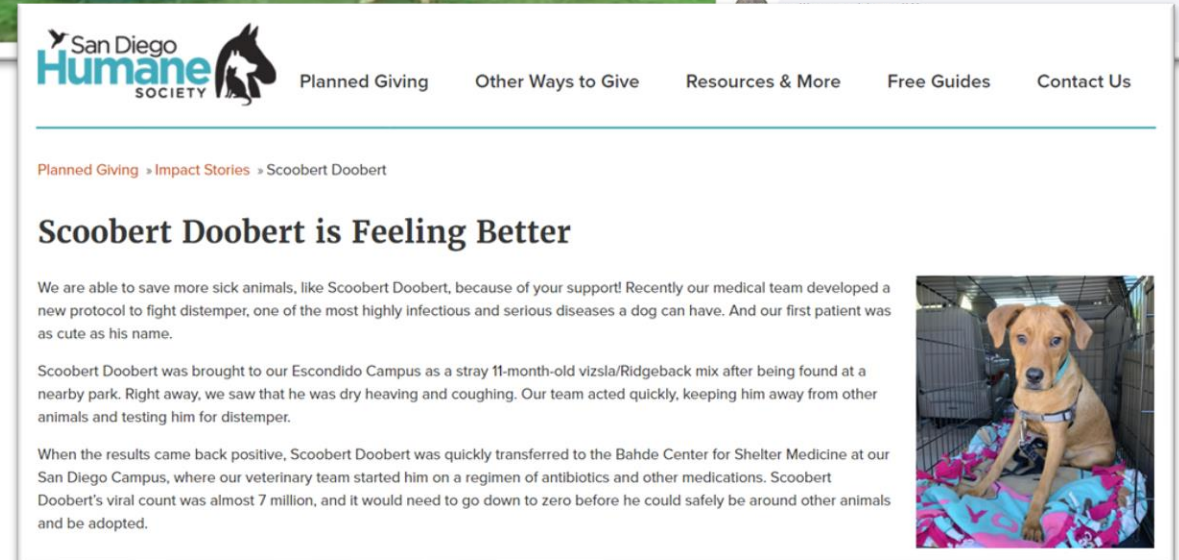 San Diego
Humane
SOCIETY
Planned Giving
Other Ways to Give
Resources & More
Free Guides
Contact Us
Planned Giving » Impact Stories » Scoobert Doobert
Scoobert Doobert is Feeling Better
We are able to save more sick animals, like Scoobert Doobert, because of your support! Recently our medical team developed a
new protocol to fight distemper, one of the most highly infectious and serious diseases a dog can have. And our first patient was
as cute as his name.
Scoobert Doobert was brought to our Escondido Campus as a stray 11-month-old vizsla/Ridgeback mix after being found at a
nearby park. Right away, we saw that he was dry heaving and coughing. Our team acted quickly, keeping him away from other
animals and testing him for distemper.
When the results came back positive, Scoobert Doobert was quickly transferred to the Bahde Center for Shelter Medicine at our
San Diego Campus, where our veterinary team started him on a regimen of antibiotics and other medications. Scoobert
Doobert's viral count was almost 7 million, and it would need to go down to zero before he could safely be around other animals
and be adopted.